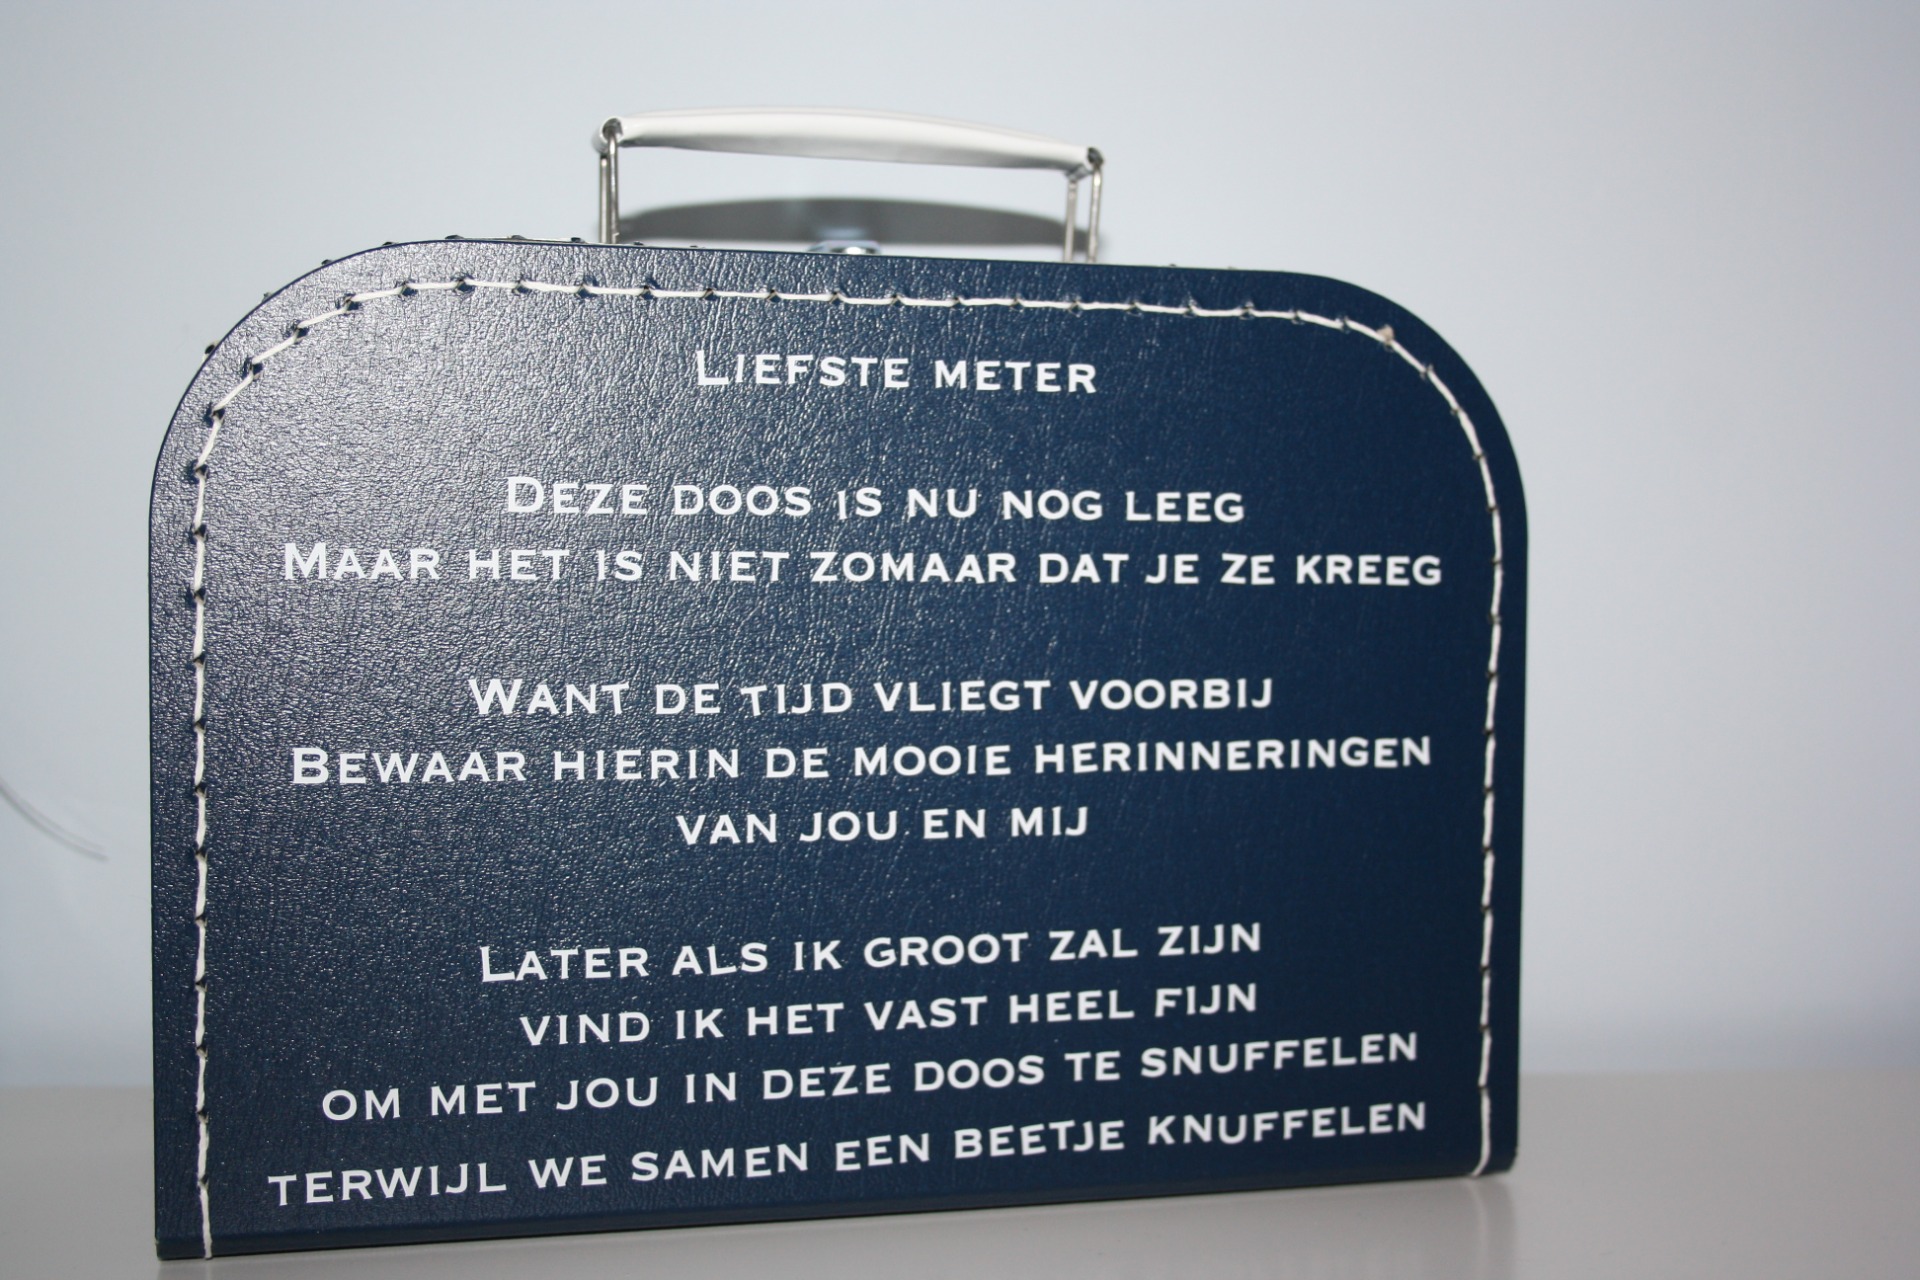 Liefste meter
Deze doos is nu nog leeg
Maar het is niet zomaar dat je ze kreeg
Want de tijd vliegt voorbij
Bewaar hierin de mooie herinneringen
van jou en mij
Later als ik groot zal zijn
vind ik het vast heel fijn
om met jou in deze doos te snuffelen
terwijl we samen een beetje knuffelen